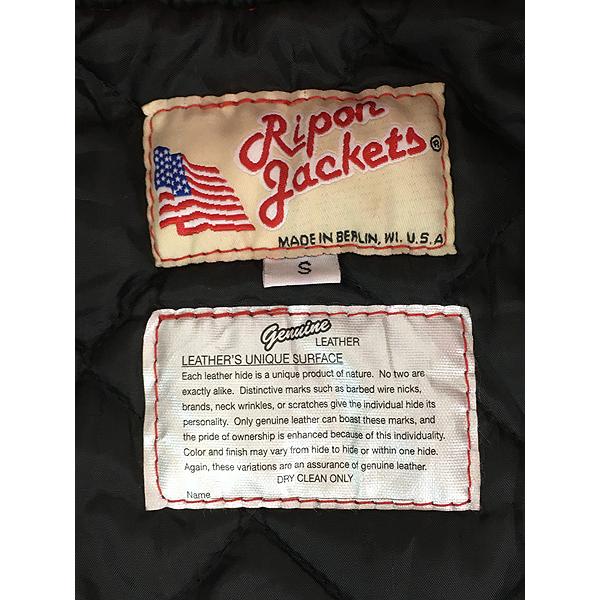 Ripon
Jackets®
MADE IN BERLIN, WI. U.S.A
S
Genuine
LEATHER
LEATHER'S UNIQUE SURFACE
Each leather hide is a unique product of nature. No two are
exactly alike. Distinctive marks such as barbed wire nicks,
brands, neck wrinkles, or scratches give the individual hide its
personality. Only genuine leather can boast these marks, and
the pride of ownership is enhanced because of this individuality.
Color and finish may vary from hide to hide or within one hide.
Again, these variations are an assurance of genuine leather.
DRY CLEAN ONLY
Name